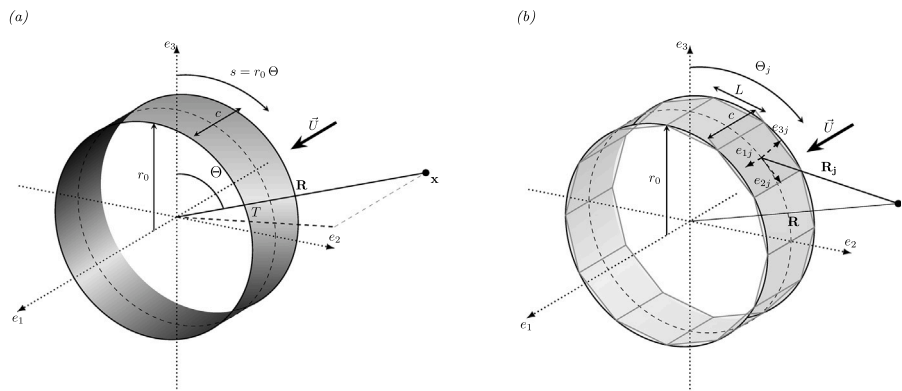 (a)
e₃
s = r₀ Θ
c
U⃗
r₀
Θ
R
x
T
e₂
e₁
(b)
e₃
Θⱼ
L
c
U⃗
e₃ⱼ
e₁ⱼ
Rⱼ
e₂ⱼ
r₀
R
e₂
e₁